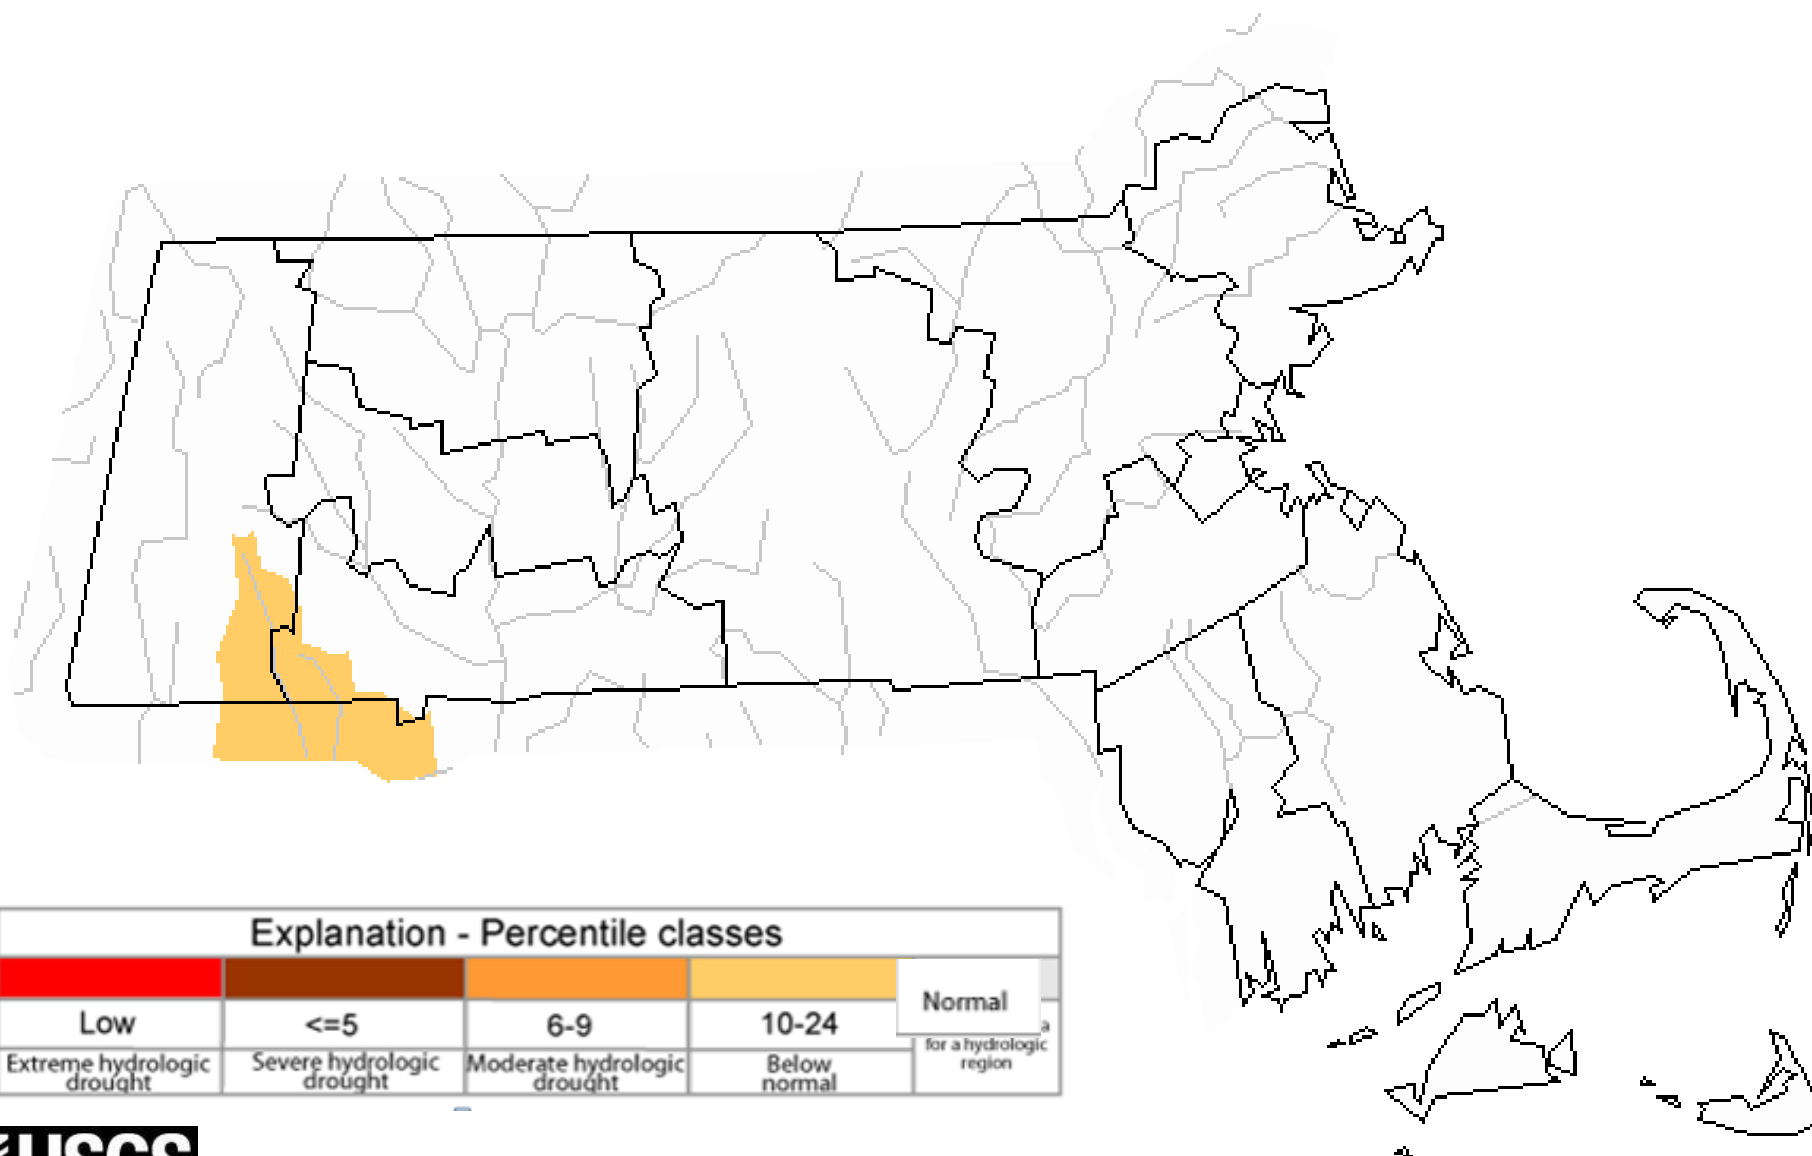 Explanation - Percentile classes
Normal
Low <=5 6-9 10-24 a
Extreme hydrologic drought
Severe hydrologic drought
Moderate hydrologic drought
Below normal
for a hydrologic region
USGS